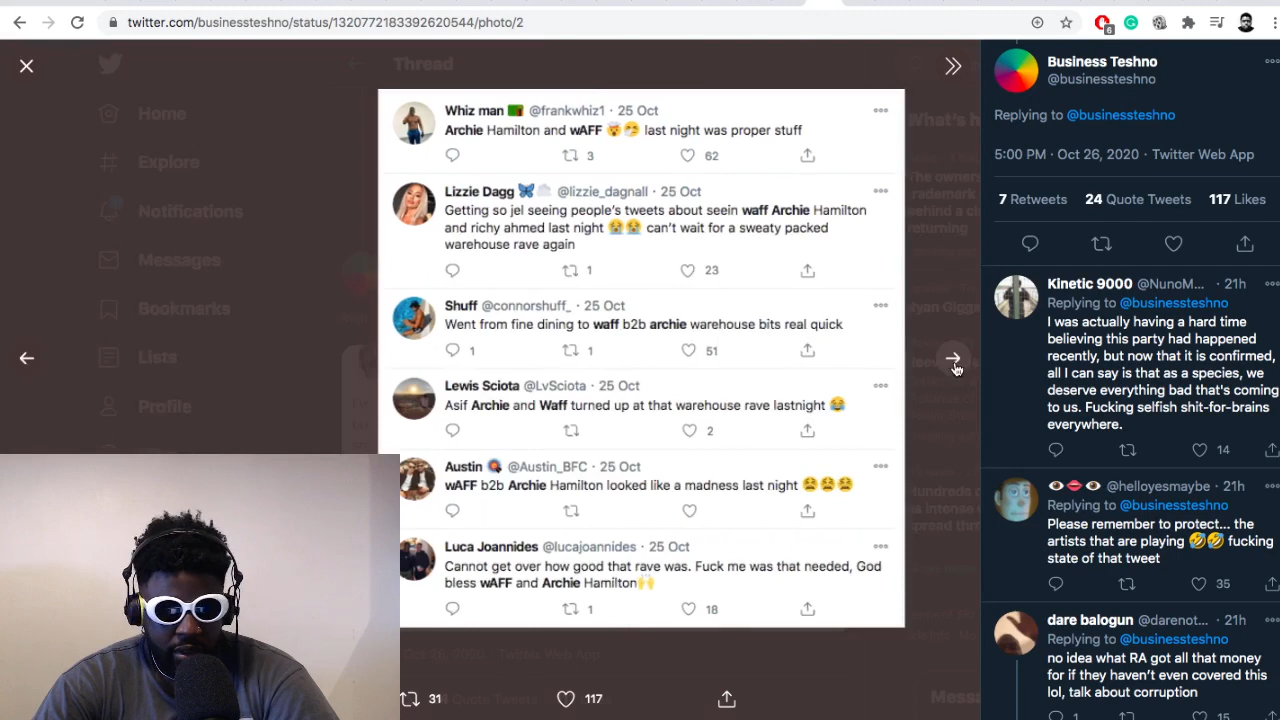 twitter.com/businessteshno/status/1320772183392620544/photo/2
6
Thread
Home
Explore
Notifications
Messages
Bookmarks
Lists
Profile
Whiz man @frankwhiz1 · 25 Oct
Archie Hamilton and wAFF 🤯🤧 last night was proper stuff
3 62
Lizzie Dagg 🦋 @lizzie_dagnall · 25 Oct
Getting so jel seeing people's tweets about seein waff Archie Hamilton
and richy ahmed last night 😭😭 can't wait for a sweaty packed
warehouse rave again
1 23
Shuff @connorshuff_ · 25 Oct
Went from fine dining to waff b2b archie warehouse bits real quick
1 1 51
Lewis Sciota @LvSciota · 25 Oct
Asif Archie and Waff turned up at that warehouse rave lastnight 😂
2
Austin @Austin_BFC · 25 Oct
wAFF b2b Archie Hamilton looked like a madness last night 😫😫😫
Luca Joannides @lucajoannides · 25 Oct
Cannot get over how good that rave was. Fuck me was that needed, God
bless wAFF and Archie Hamilton🙌
1 18
31 117
Business Teshno
@businessteshno
Replying to @businessteshno
5:00 PM · Oct 26, 2020 · Twitter Web App
7 Retweets 24 Quote Tweets 117 Likes
Kinetic 9000 @NunoM... · 21h
Replying to @businessteshno
I was actually having a hard time
believing this party had happened
recently, but now that it is confirmed,
all I can say is that as a species, we
deserve everything bad that's coming
to us. Fucking selfish shit-for-brains
everywhere.
14
👁👄👁 @helloyesmaybe · 21h
Replying to @businessteshno
Please remember to protect... the
artists that are playing 🤣🤣 fucking
state of that tweet
35
dare balogun @darenot... · 21h
Replying to @businessteshno
no idea what RA got all that money
for if they haven't even covered this
lol, talk about corruption
1 15